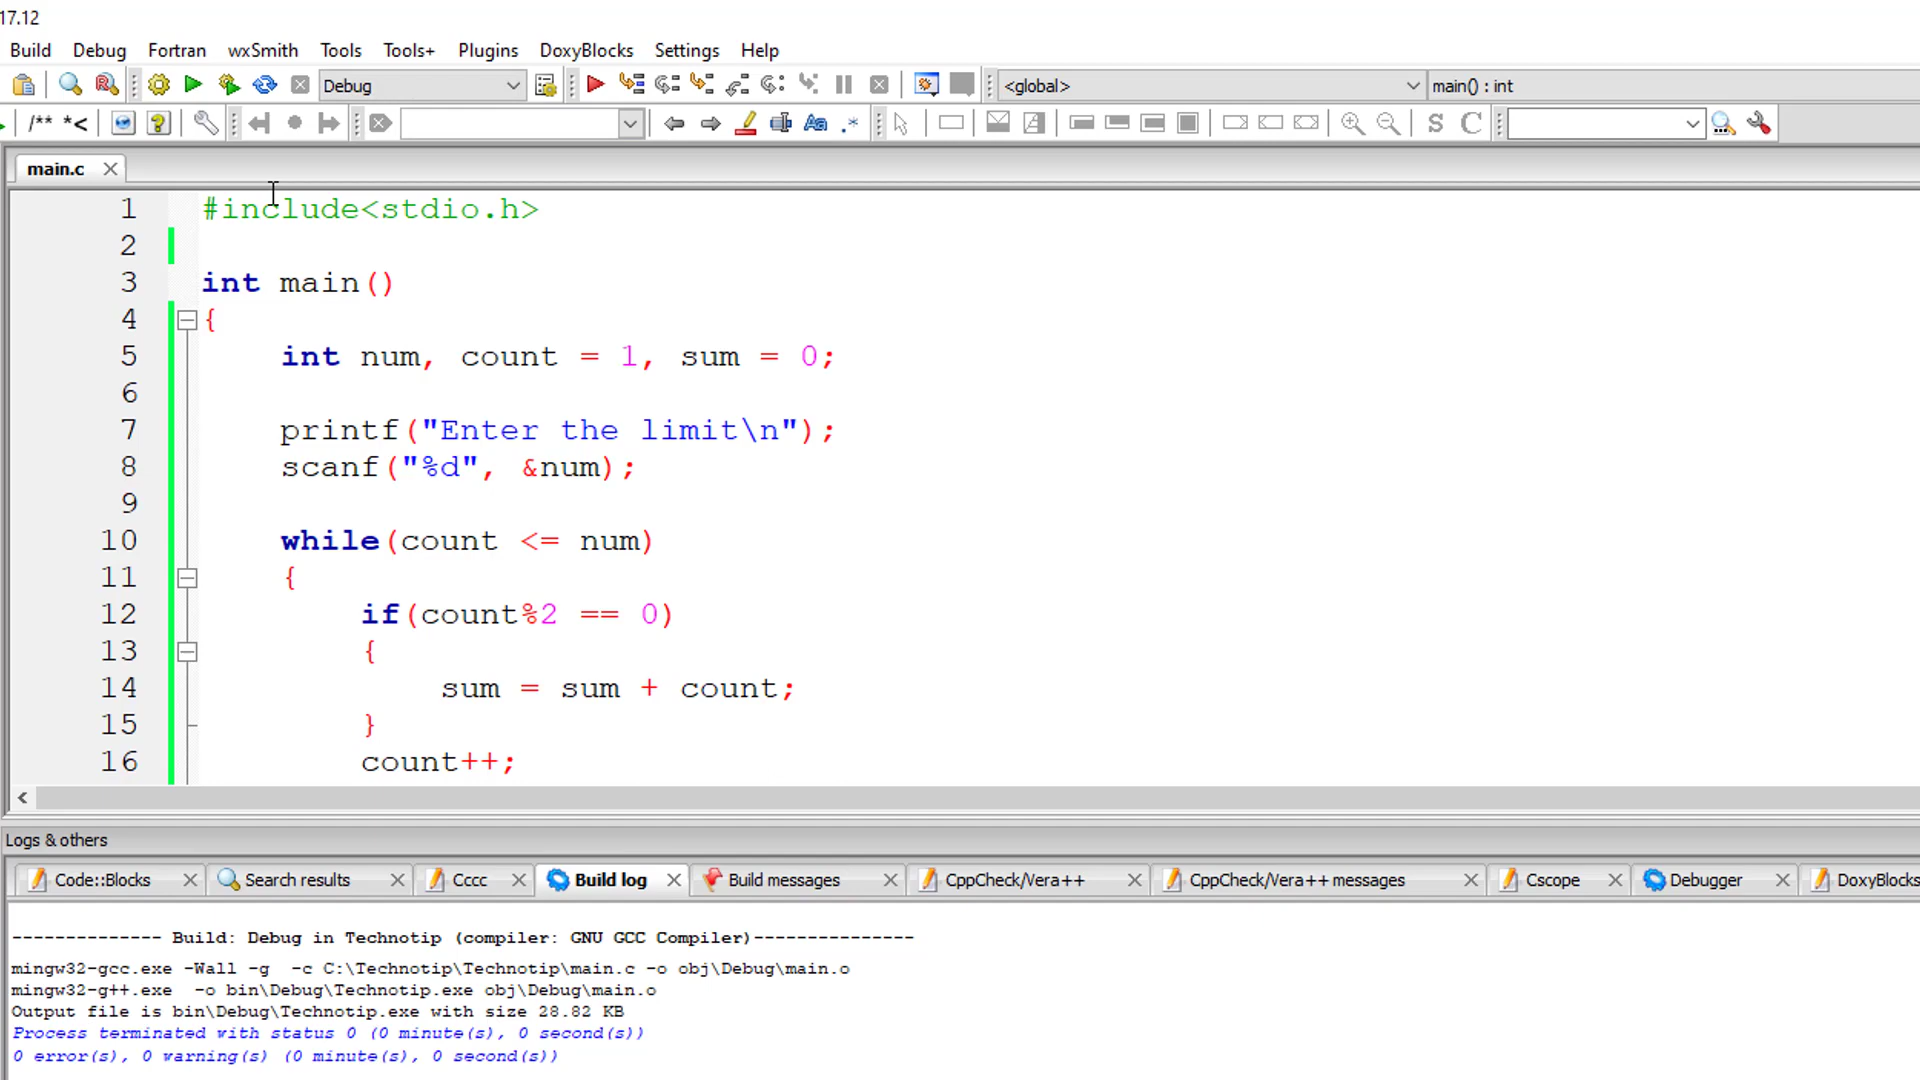 17.12
Build Debug Fortran wxSmith Tools Tools+ Plugins DoxyBlocks Settings Help
Debug <global> main() : int
/** *< Aa .* S C
main.c
1 #include<stdio.h>
2
3 int main()
4 {
5 int num, count = 1, sum = 0;
6
7 printf("Enter the limit\n");
8 scanf("%d", &num);
9
10 while(count <= num)
11 {
12 if(count%2 == 0)
13 {
14 sum = sum + count;
15 }
16 count++;
Logs & others
Code::Blocks Search results Cccc Build log Build messages CppCheck/Vera++ CppCheck/Vera++ messages Cscope Debugger DoxyBlocks
-------------- Build: Debug in Technotip (compiler: GNU GCC Compiler)---------------
mingw32-gcc.exe -Wall -g -c C:\Technotip\Technotip\main.c -o obj\Debug\main.o
mingw32-g++.exe -o bin\Debug\Technotip.exe obj\Debug\main.o
Output file is bin\Debug\Technotip.exe with size 28.82 KB
Process terminated with status 0 (0 minute(s), 0 second(s))
0 error(s), 0 warning(s) (0 minute(s), 0 second(s))